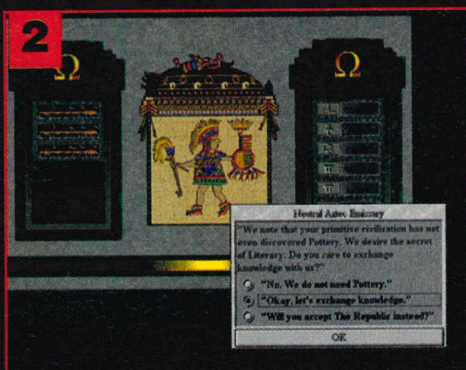 2
Ω
Ω
Neutral Aztec Emissary
"We note that your primitive civilization has not
even discovered Pottery. We desire the secret
of Literary. Do you care to exchange
knowledge with us?"
"No. We do not need Pottery."
"Okay, let's exchange knowledge."
"Will you accept The Republic instead?"
OK